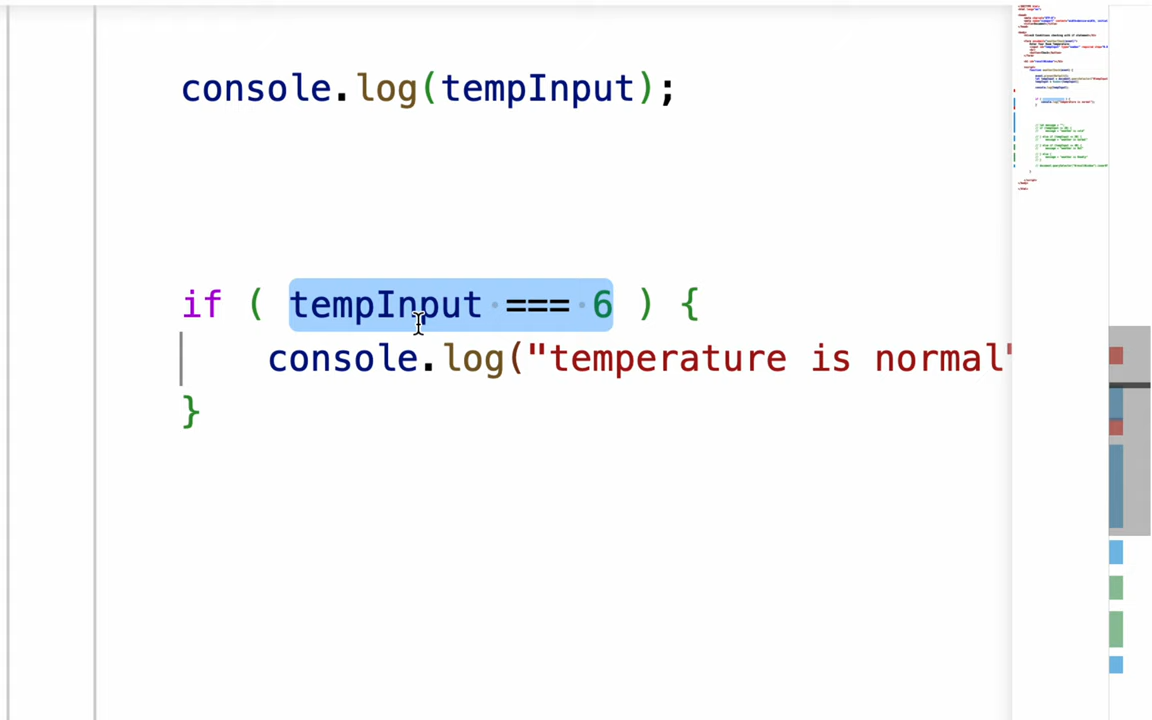 console.log(tempInput);
if ( tempInput === 6 ) {
console.log("temperature is normal"
}